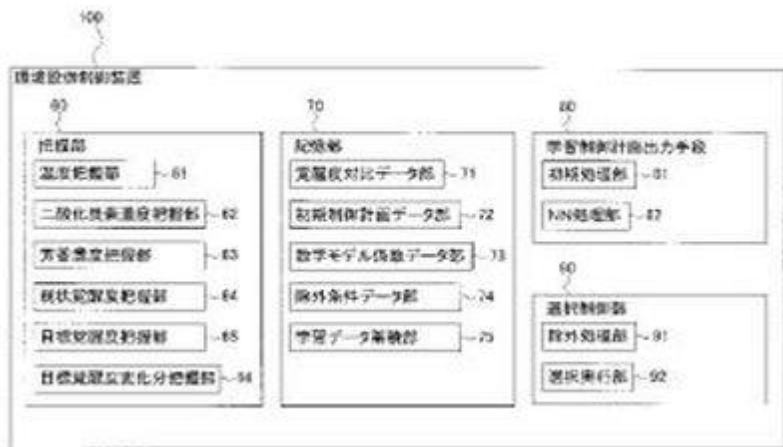 100
環境設備制御装置
60
把握部
温度把握部 61
二酸化炭素濃度把握部 62
芳香濃度把握部 63
現状覚醒度把握部 64
目標覚醒度把握部 65
目標覚醒度変化分把握部
70
記憶部
覚醒度対比データ部 71
初期制御計画データ部 72
数学モデル係数データ部 73
除外条件データ部 74
学習データ蓄積部 75
80
学習制御計画出力手段
初期処理部 81
NN処理部 82
90
選択制御部
除外処理部 91
選択実行部 92